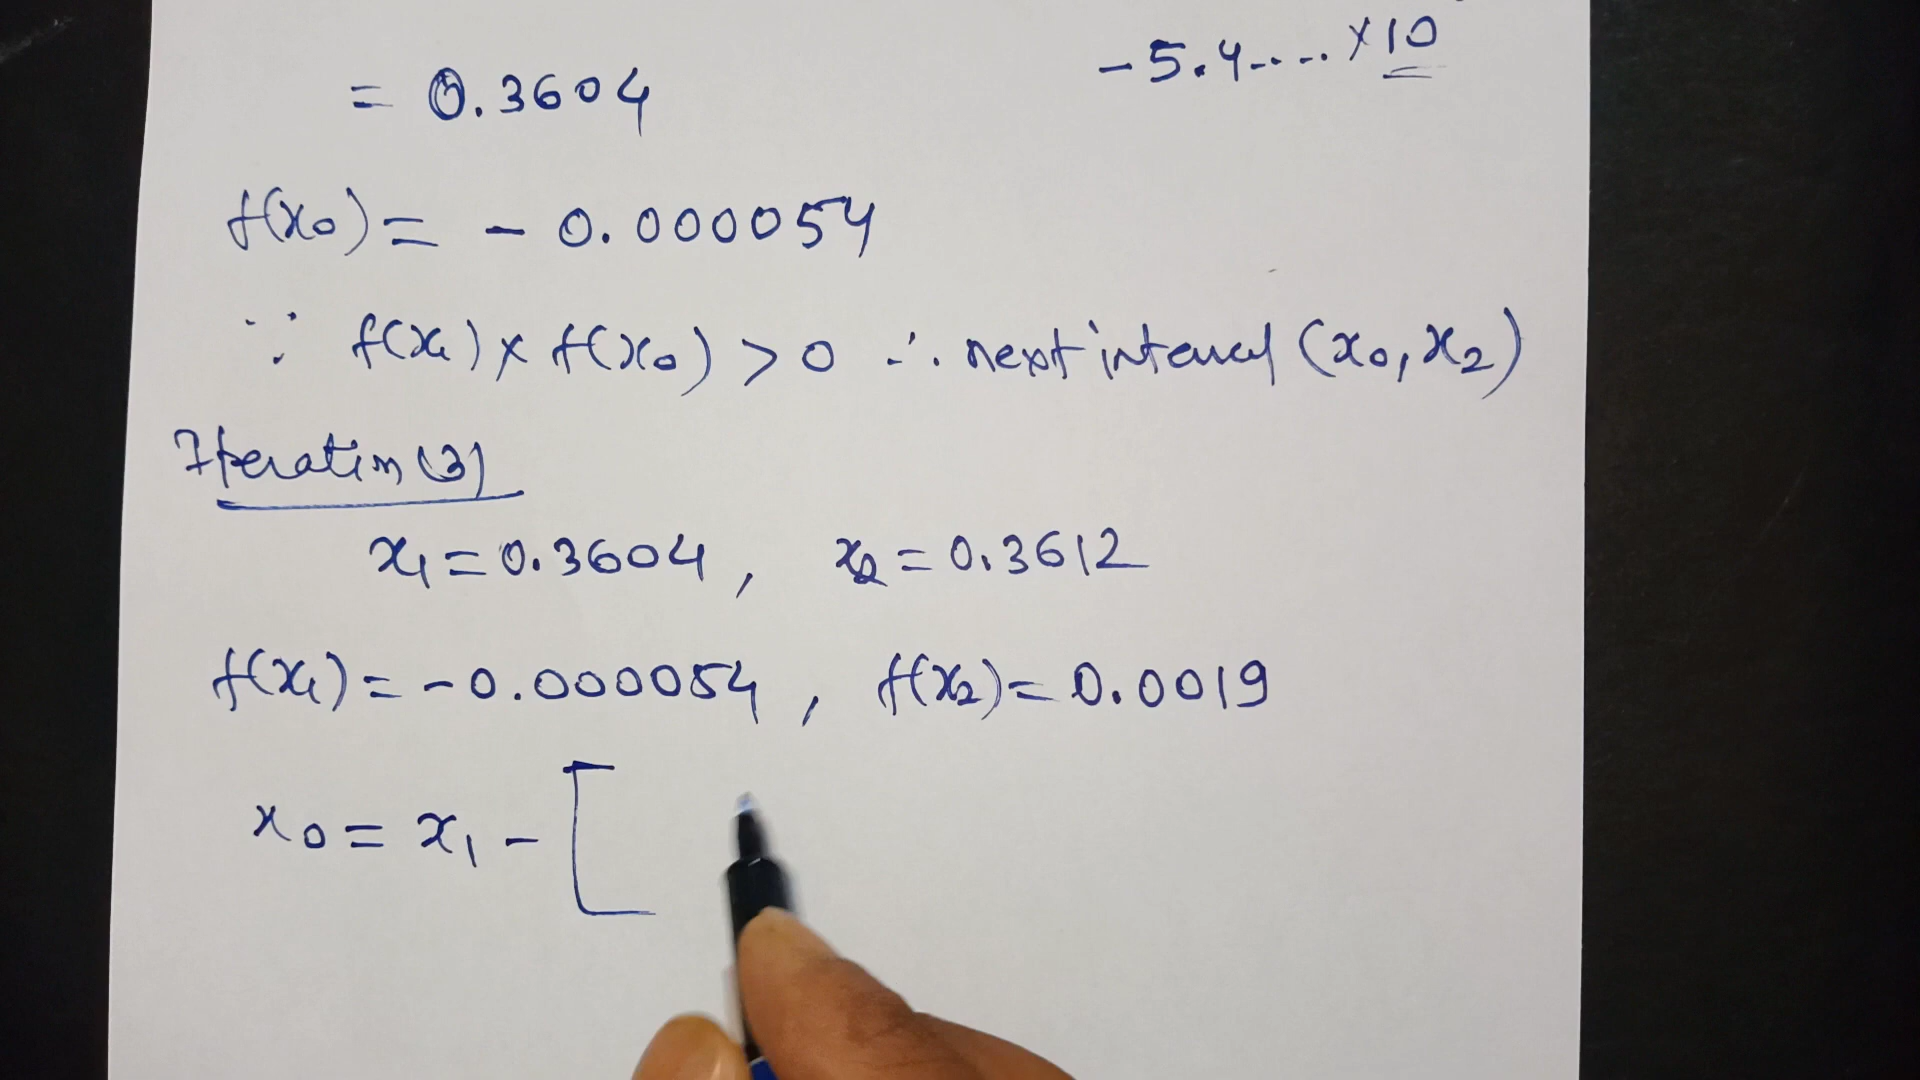 = 0.3604
-5.4.... ×10
f(x₀) = - 0.000054
∵ f(x₁) × f(x₀) > 0 ∴ next interval (x₀, x₂)
Iteration (3)
x₁ = 0.3604 , x₂ = 0.3612
f(x₁) = -0.000054 , f(x₂) = 0.0019
x₀ = x₁ - [